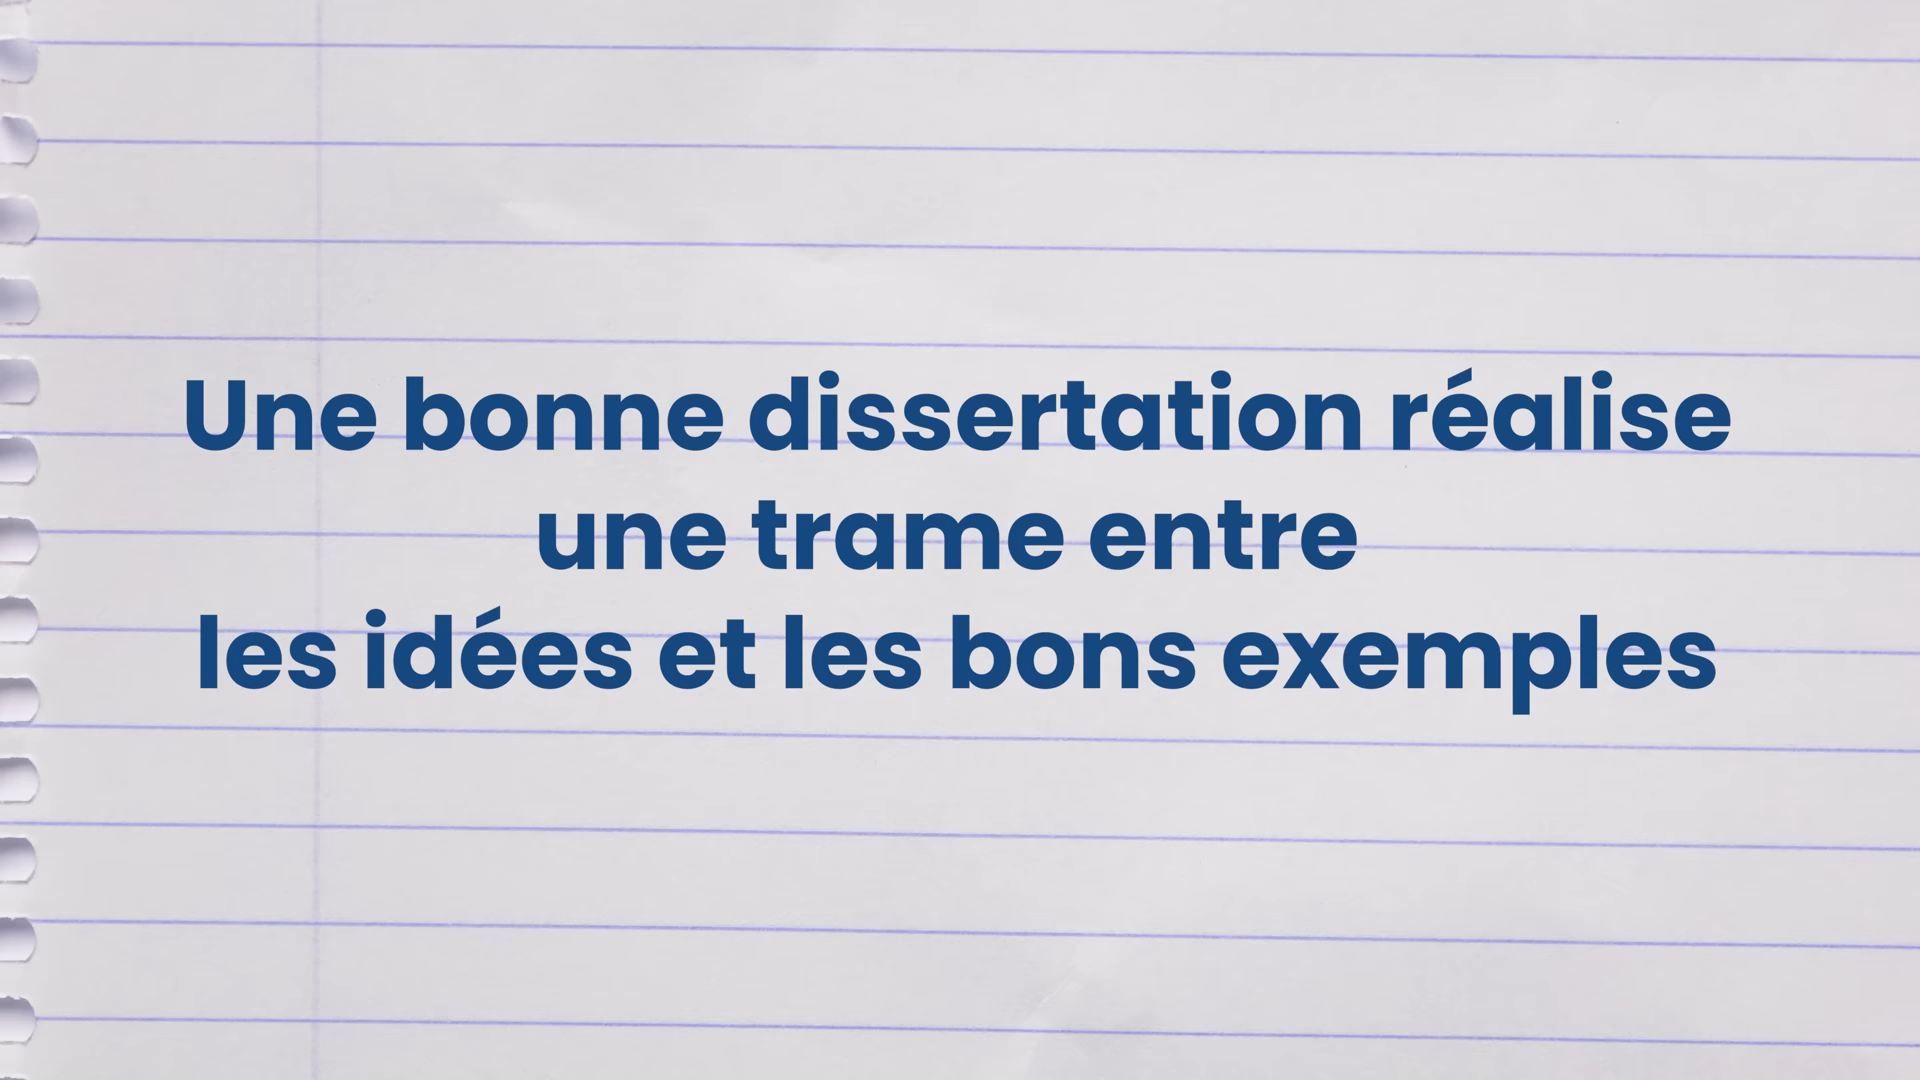 Une bonne dissertation réalise
une trame entre
les idées et les bons exemples